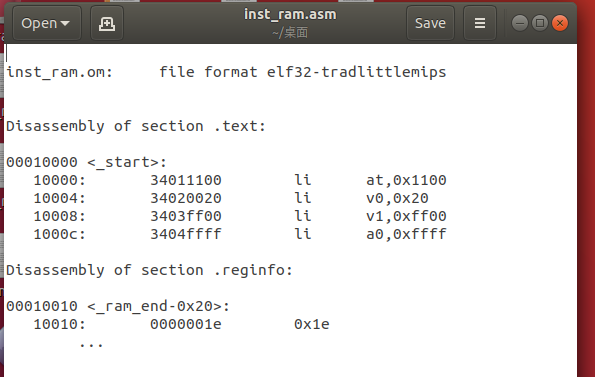 Open
inst_ram.asm
~/桌面
Save
inst_ram.om:     file format elf32-tradlittlemips
Disassembly of section .text:
00010000 <_start>:
10000:       34011100        li      at,0x1100
10004:       34020020        li      v0,0x20
10008:       3403ff00        li      v1,0xff00
1000c:       3404ffff        li      a0,0xffff
Disassembly of section .reginfo:
00010010 <_ram_end-0x20>:
10010:       0000001e        0x1e
...